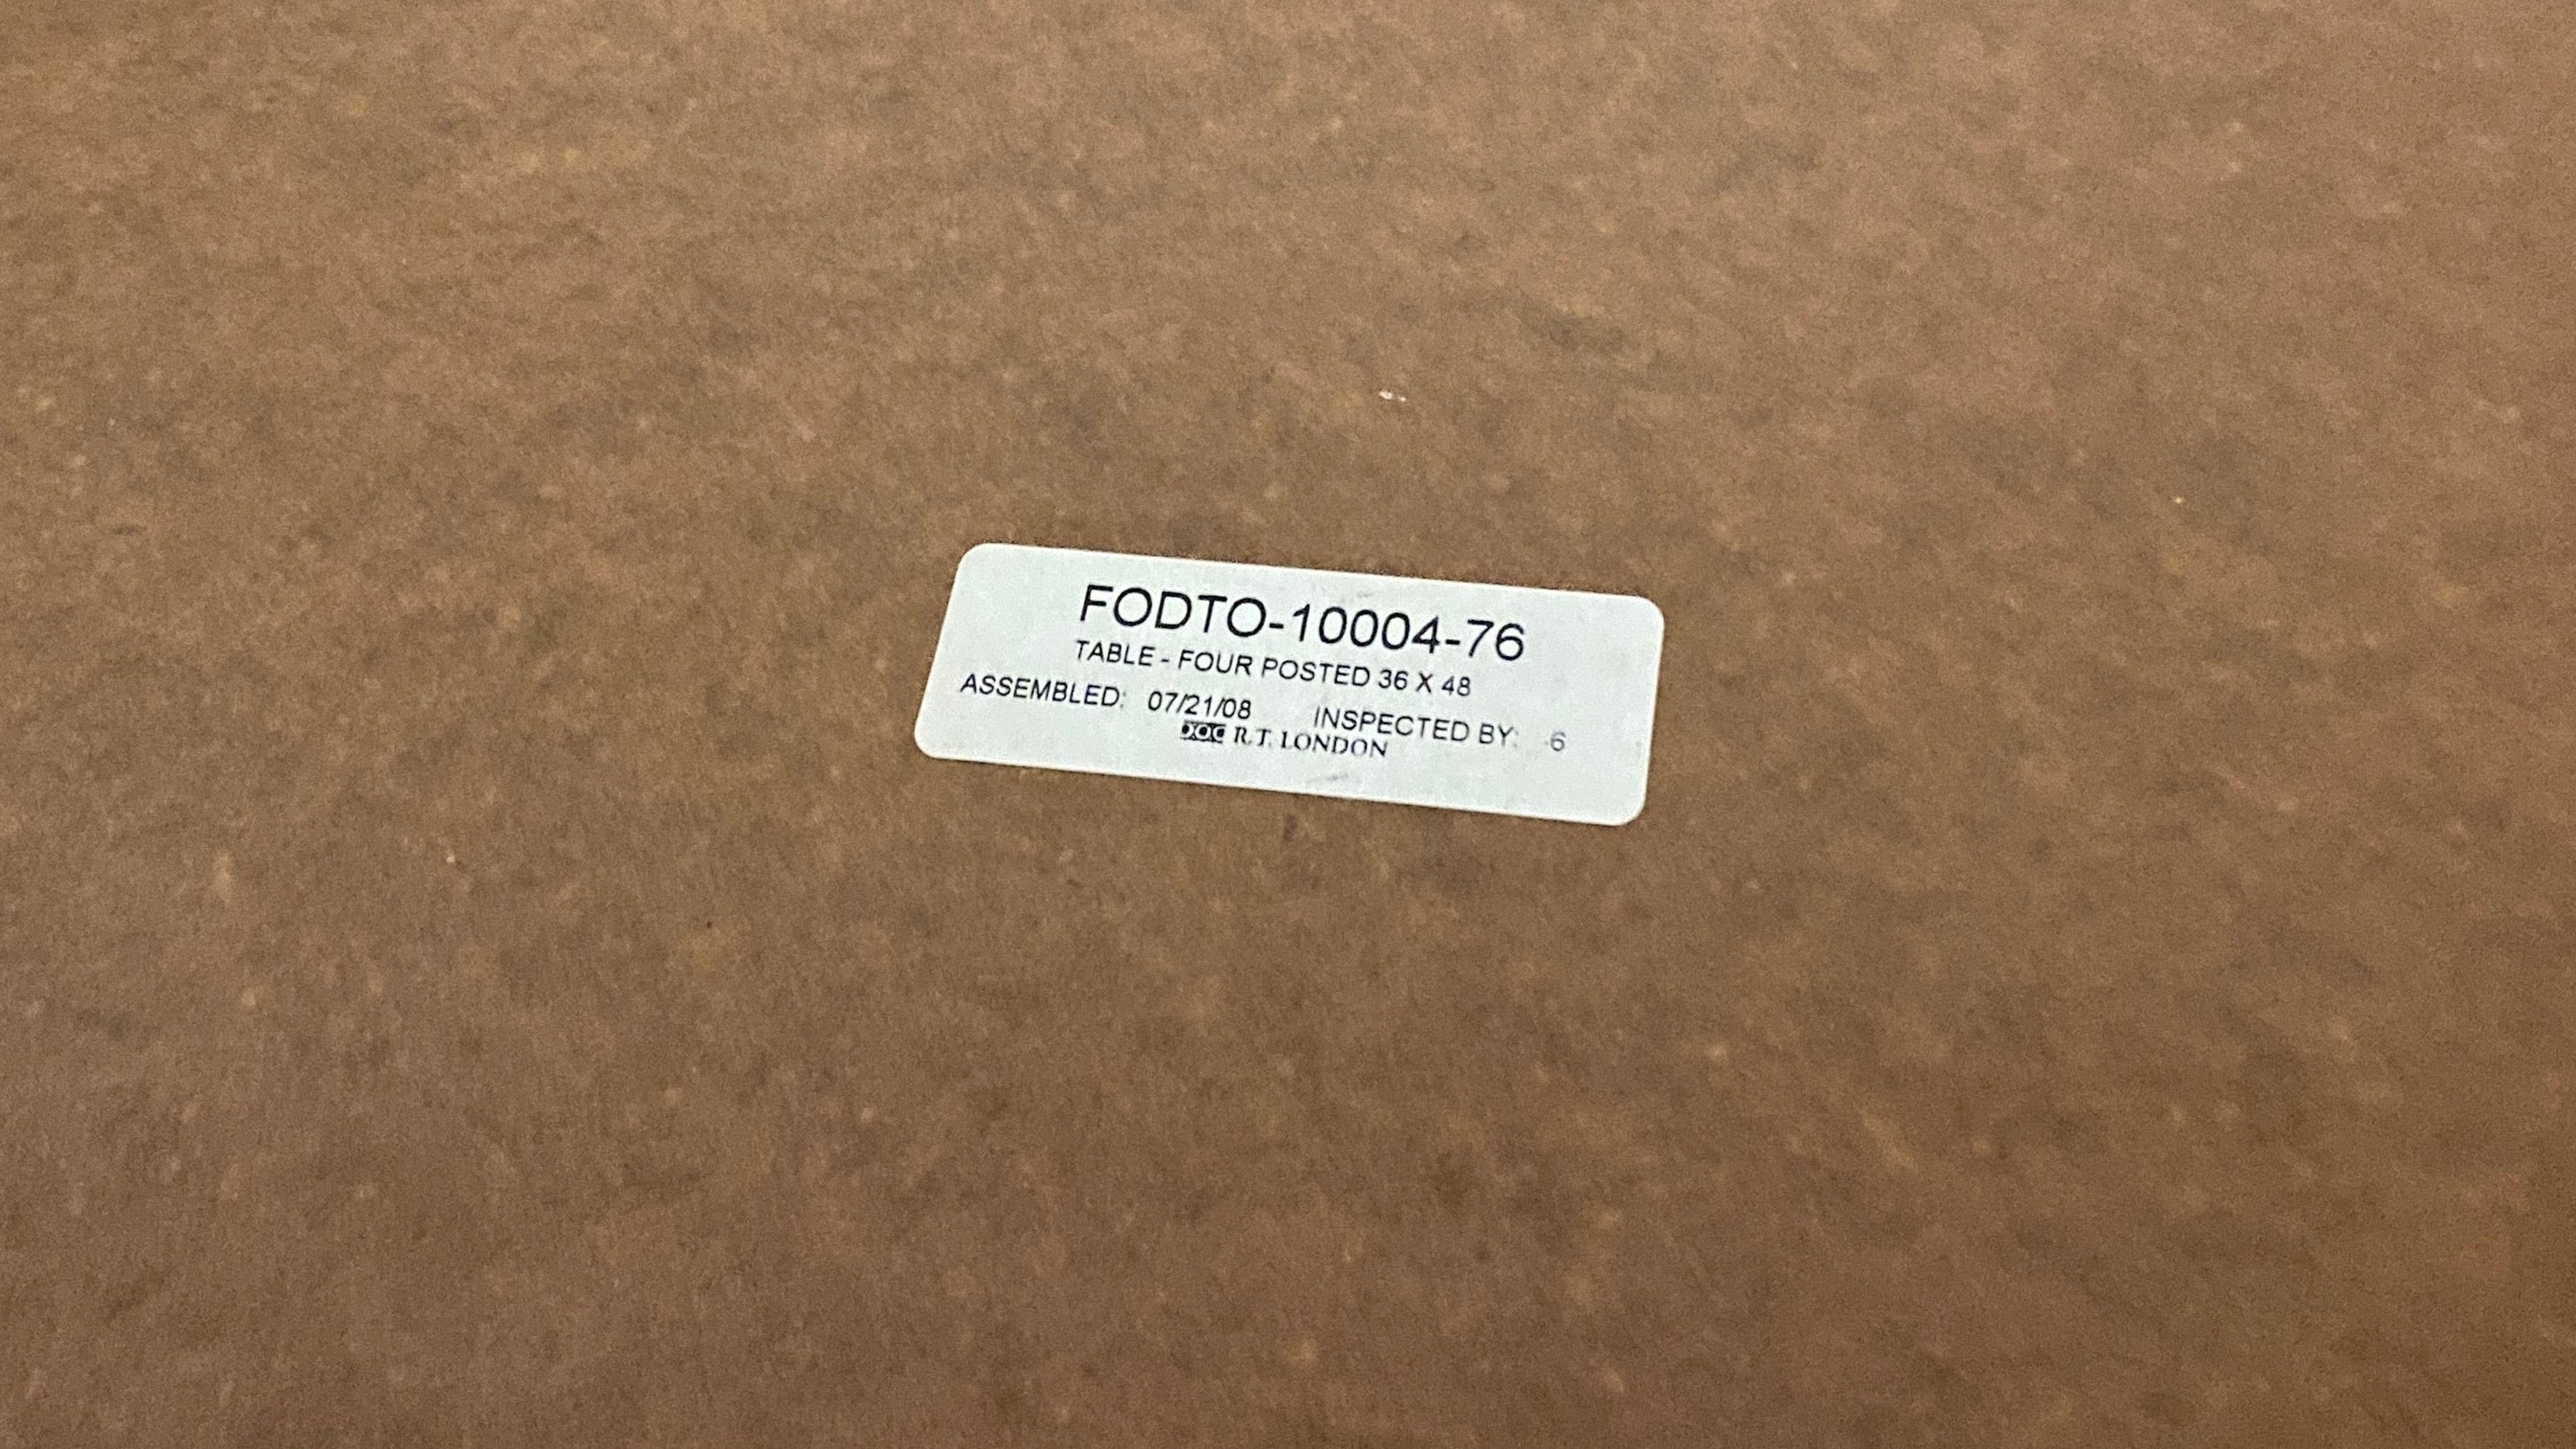 FODTO-10004-76
TABLE - FOUR POSTED 36 X 48
ASSEMBLED: 07/21/08 INSPECTED BY: 6
R.T. LONDON